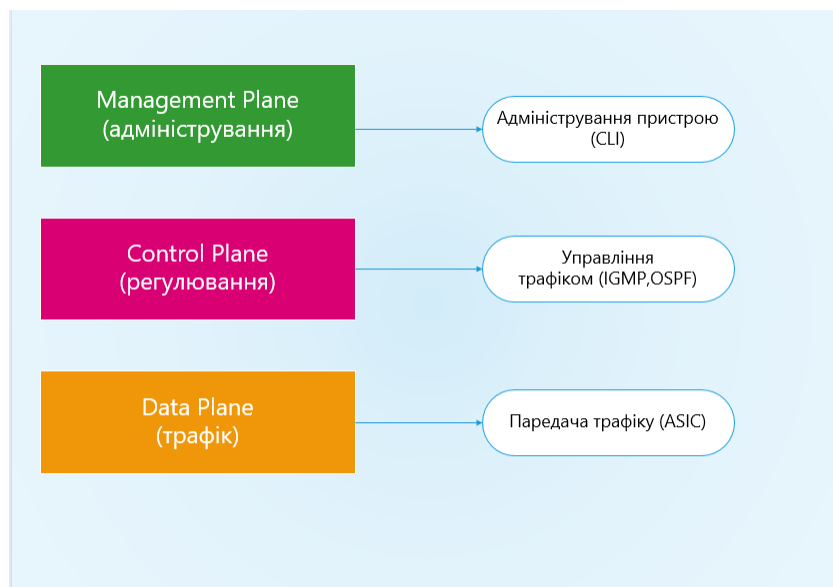 Management Plane
(адміністрування)
Адміністрування пристрою
(CLI)
Control Plane
(регулювання)
Управління
трафіком (IGMP,OSPF)
Data Plane
(трафік)
Паредача трафіку (ASIC)